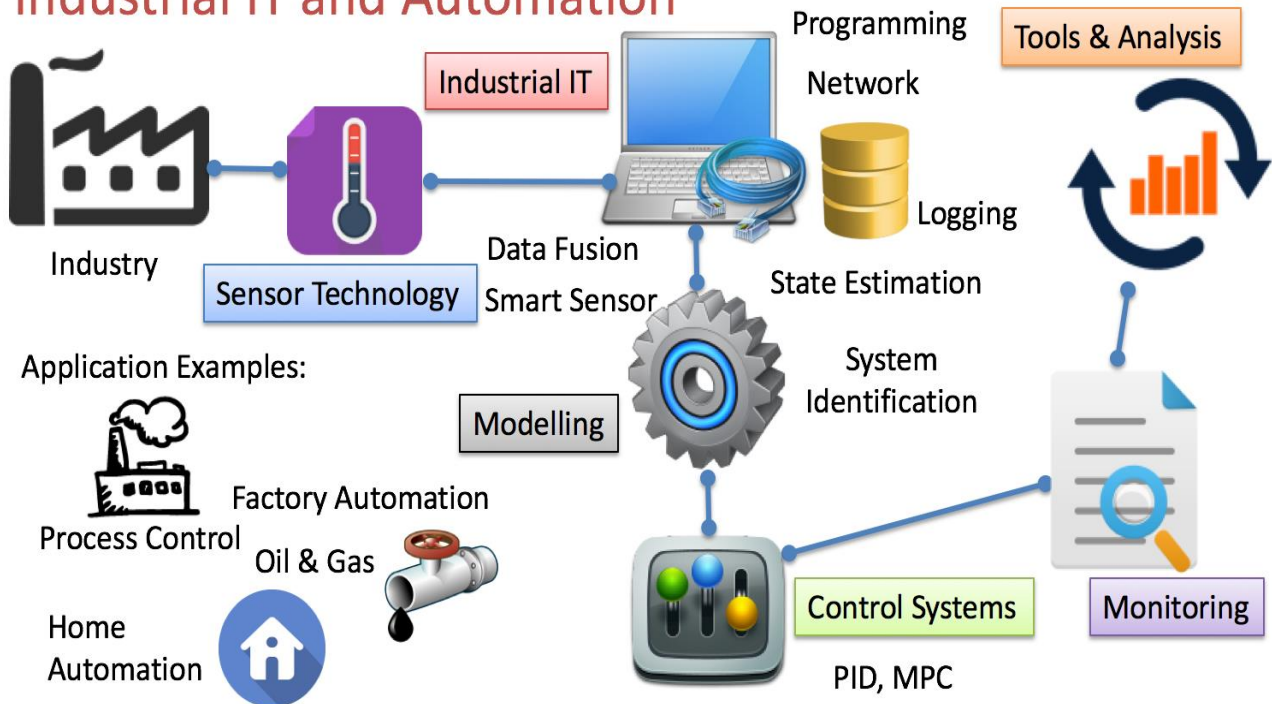 Industrial IT and Automation
Programming
Tools & Analysis
Industrial IT
Network
Logging
Industry
Data Fusion
Sensor Technology
Smart Sensor
State Estimation
Application Examples:
System
Identification
Modelling
Factory Automation
Process Control
Oil & Gas
Home
Automation
Control Systems
Monitoring
PID, MPC